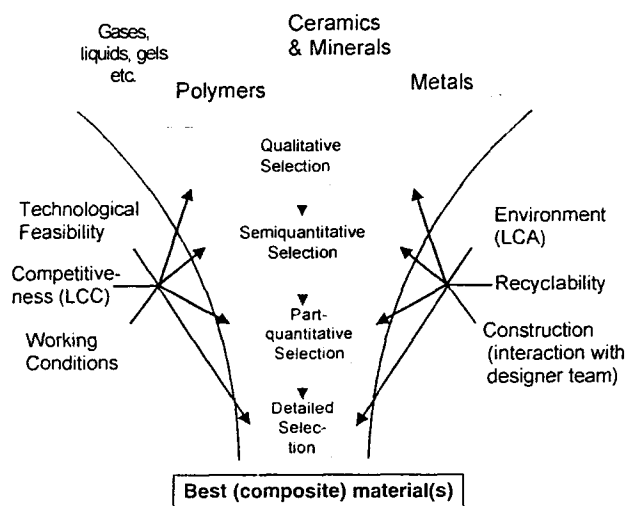 Gases,
liquids, gels
etc.
Ceramics
& Minerals
Polymers
Metals
Qualitative
Selection
Technological
Feasibility
Semiquantitative
Selection
Environment
(LCA)
Competitive-
ness (LCC)
Recyclability
Part-
quantitative
Selection
Working
Conditions
Construction
(interaction with
designer team)
Detailed
Selec-
tion
Best (composite) material(s)